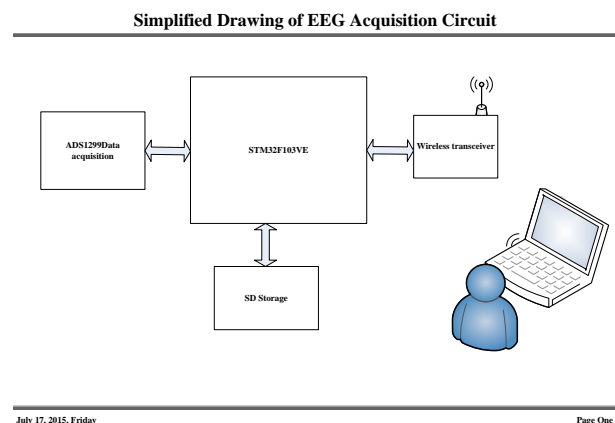 Simplified Drawing of EEG Acquisition Circuit
ADS1299Data
acquisition
STM32F103VE
Wireless transceiver
SD Storage
July 17, 2015, Friday
Page One